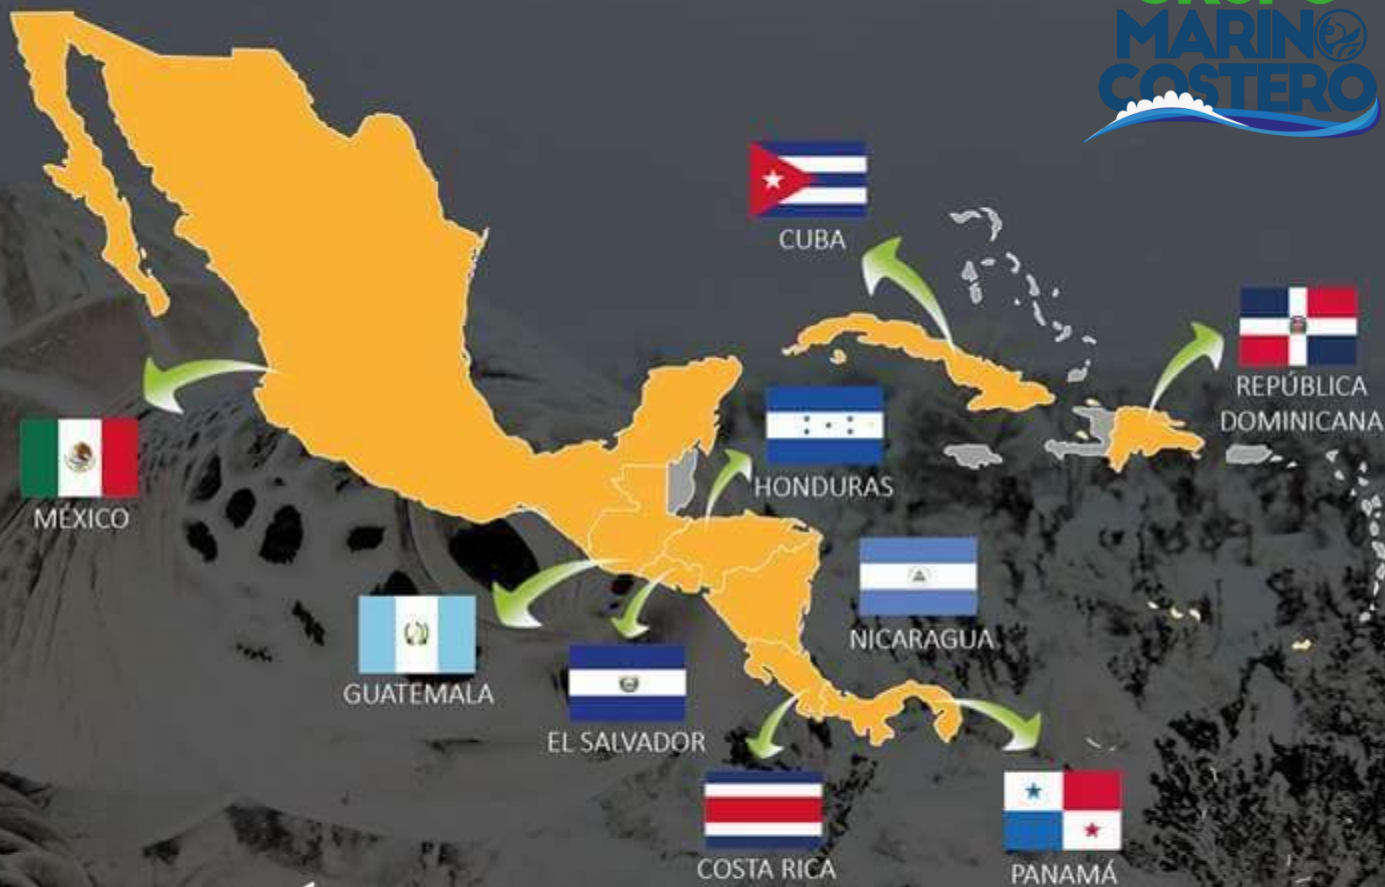 MARINO
COSTERO
CUBA
REPÚBLICA
DOMINICANA
HONDURAS
MÉXICO
NICARAGUA
GUATEMALA
EL SALVADOR
COSTA RICA
PANAMÁ